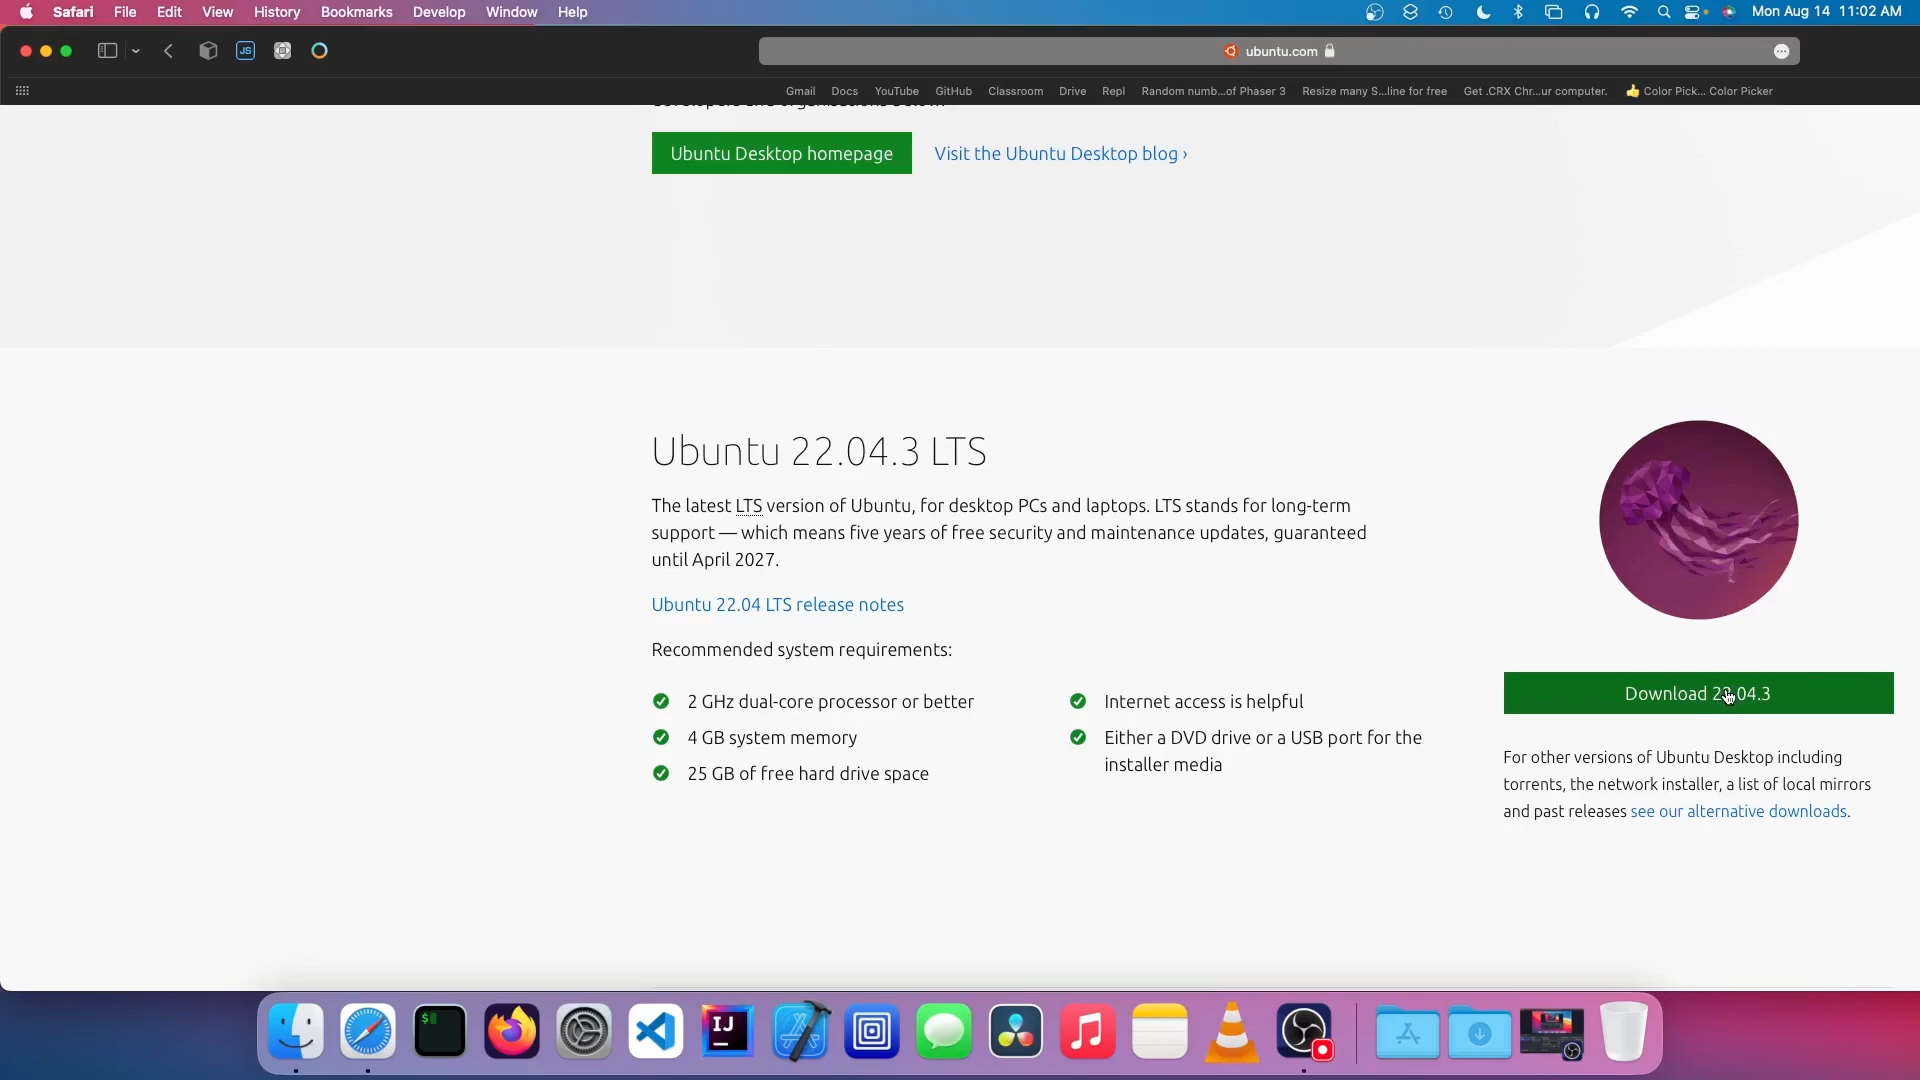 Safari File Edit View History Bookmarks Develop Window Help Mon Aug 14 11:02 AM
JS ubuntu.com
Gmail Docs YouTube GitHub Classroom Drive Repl Random numb...of Phaser 3 Resize many S...line for free Get .CRX Chr...ur computer. Color Pick... Color Picker
Ubuntu Desktop homepage Visit the Ubuntu Desktop blog ›
Ubuntu 22.04.3 LTS
The latest LTS version of Ubuntu, for desktop PCs and laptops. LTS stands for long-term
support — which means five years of free security and maintenance updates, guaranteed
until April 2027.
Ubuntu 22.04 LTS release notes
Recommended system requirements:
2 GHz dual-core processor or better
4 GB system memory
25 GB of free hard drive space
Internet access is helpful
Either a DVD drive or a USB port for the
installer media
Download 22.04.3
For other versions of Ubuntu Desktop including
torrents, the network installer, a list of local mirrors
and past releases see our alternative downloads.
$
IJ